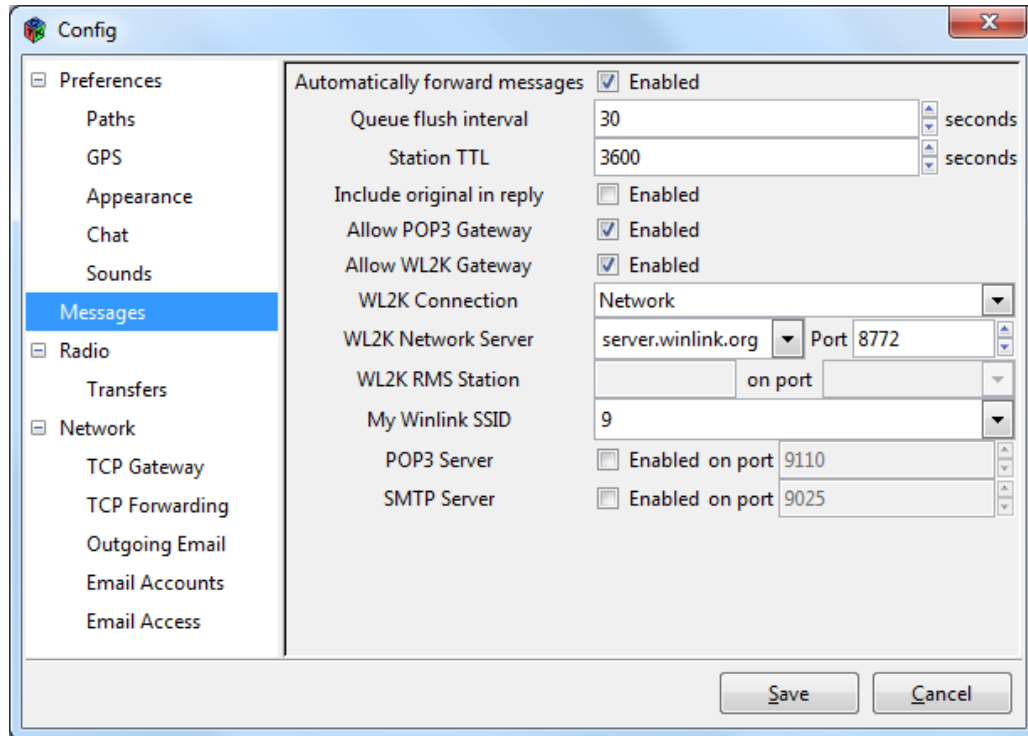 Config
Preferences
Paths
GPS
Appearance
Chat
Sounds
Messages
Radio
Transfers
Network
TCP Gateway
TCP Forwarding
Outgoing Email
Email Accounts
Email Access
Automatically forward messages Enabled
Queue flush interval 30 seconds
Station TTL 3600 seconds
Include original in reply Enabled
Allow POP3 Gateway Enabled
Allow WL2K Gateway Enabled
WL2K Connection Network
WL2K Network Server server.winlink.org Port 8772
WL2K RMS Station on port
My Winlink SSID 9
POP3 Server Enabled on port 9110
SMTP Server Enabled on port 9025
Save Cancel